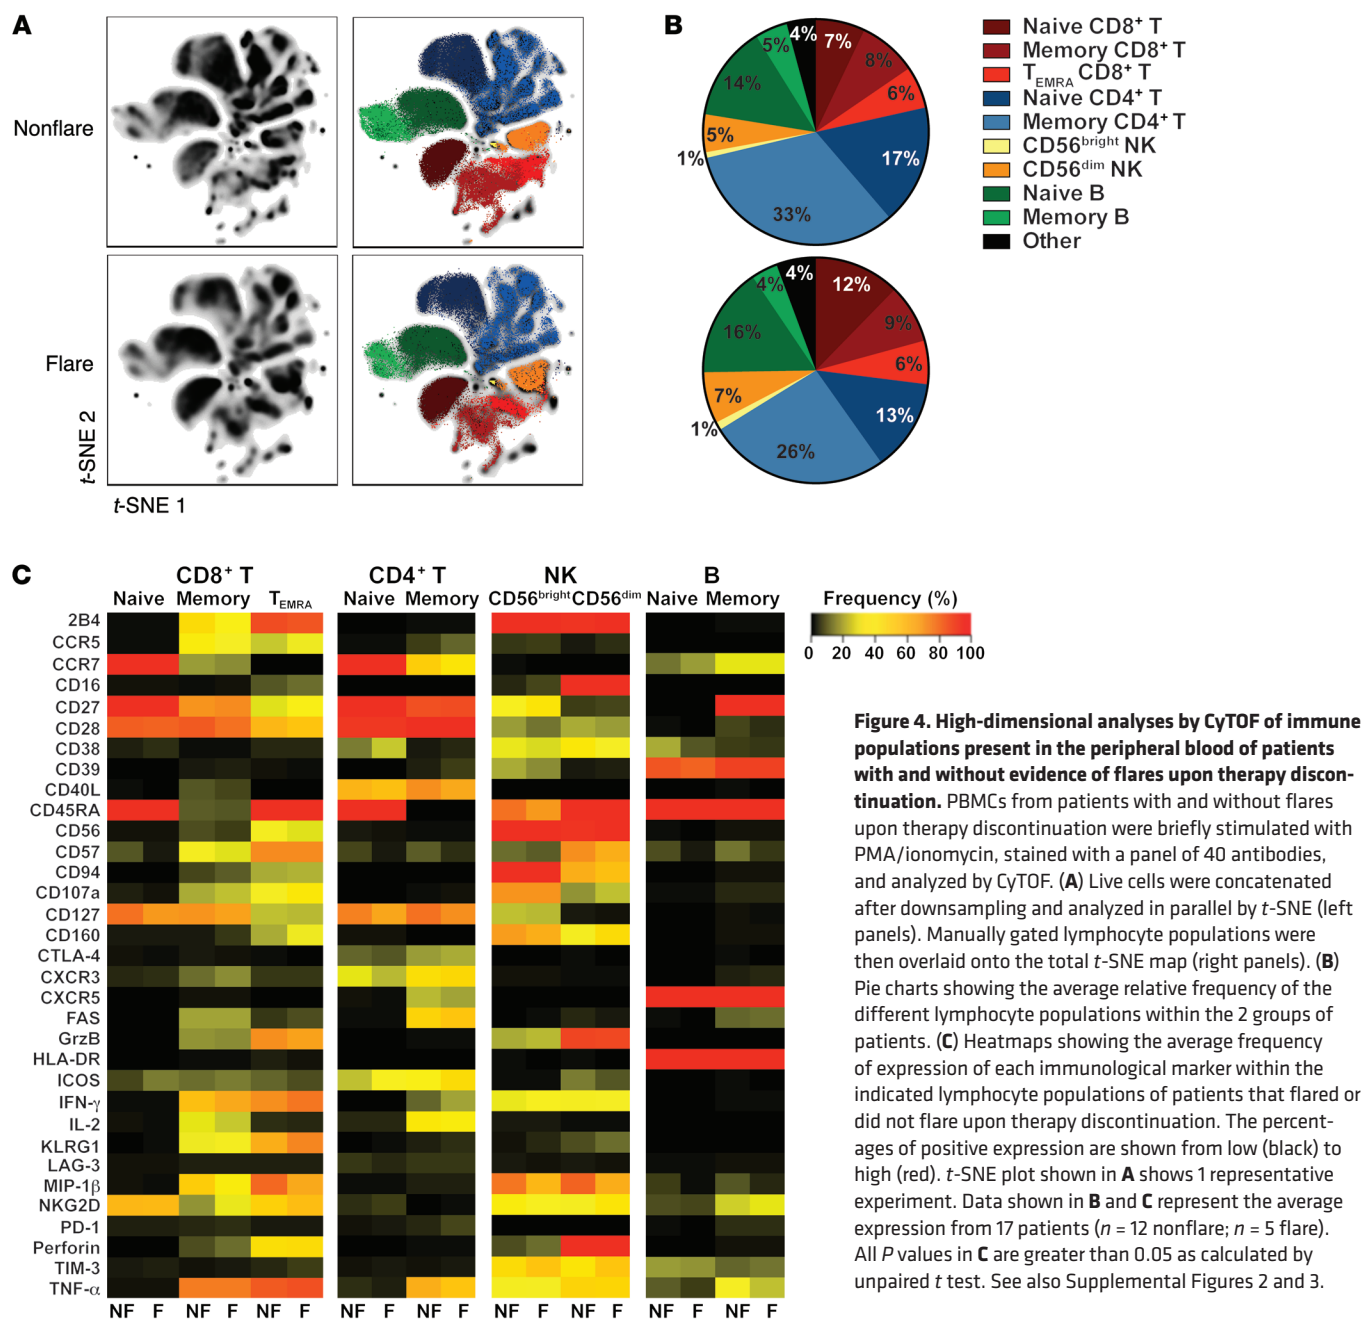 A
Nonflare
Flare
t-SNE 2
t-SNE 1
B
4%
7%
8%
6%
17%
33%
1%
5%
14%
5%
4%
12%
9%
6%
13%
26%
1%
7%
16%
4%
Naive CD8⁺ T
Memory CD8⁺ T
T_EMRA CD8⁺ T
Naive CD4⁺ T
Memory CD4⁺ T
CD56^bright NK
CD56^dim NK
Naive B
Memory B
Other
C
CD8⁺ T
CD4⁺ T
NK
B
Naive Memory T_EMRA
Naive Memory
CD56^bright CD56^dim
Naive Memory
Frequency (%)
0 20 40 60 80 100
2B4
CCR5
CCR7
CD16
CD27
CD28
CD38
CD39
CD40L
CD45RA
CD56
CD57
CD94
CD107a
CD127
CD160
CTLA-4
CXCR3
CXCR5
FAS
GrzB
HLA-DR
ICOS
IFN-γ
IL-2
KLRG1
LAG-3
MIP-1β
NKG2D
PD-1
Perforin
TIM-3
TNF-α
NF F NF F NF F
NF F NF F
NF F NF F
NF F NF F
Figure 4. High-dimensional analyses by CyTOF of immune
populations present in the peripheral blood of patients
with and without evidence of flares upon therapy discon-
tinuation. PBMCs from patients with and without flares
upon therapy discontinuation were briefly stimulated with
PMA/ionomycin, stained with a panel of 40 antibodies,
and analyzed by CyTOF. (A) Live cells were concatenated
after downsampling and analyzed in parallel by t-SNE (left
panels). Manually gated lymphocyte populations were
then overlaid onto the total t-SNE map (right panels). (B)
Pie charts showing the average relative frequency of the
different lymphocyte populations within the 2 groups of
patients. (C) Heatmaps showing the average frequency
of expression of each immunological marker within the
indicated lymphocyte populations of patients that flared or
did not flare upon therapy discontinuation. The percent-
ages of positive expression are shown from low (black) to
high (red). t-SNE plot shown in A shows 1 representative
experiment. Data shown in B and C represent the average
expression from 17 patients (n = 12 nonflare; n = 5 flare).
All P values in C are greater than 0.05 as calculated by
unpaired t test. See also Supplemental Figures 2 and 3.